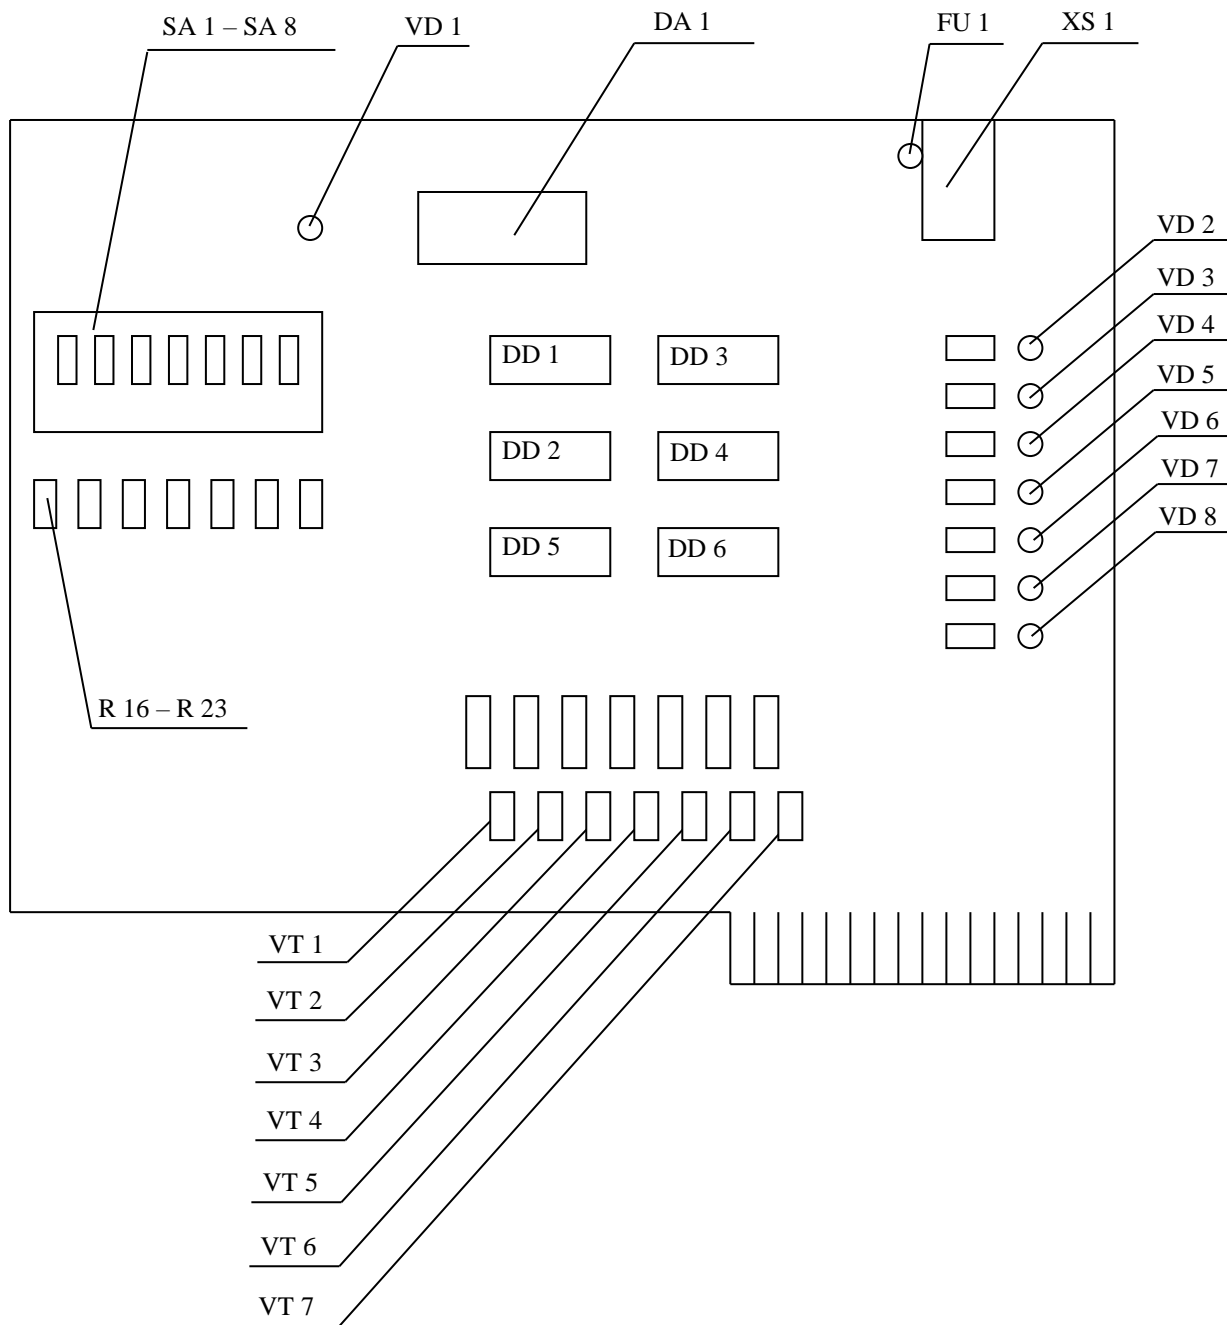 SA 1 – SA 8
VD 1
DA 1
FU 1
XS 1
VD 2
VD 3
VD 4
VD 5
VD 6
VD 7
VD 8
DD 1
DD 3
DD 2
DD 4
DD 5
DD 6
R 16 – R 23
VT 1
VT 2
VT 3
VT 4
VT 5
VT 6
VT 7